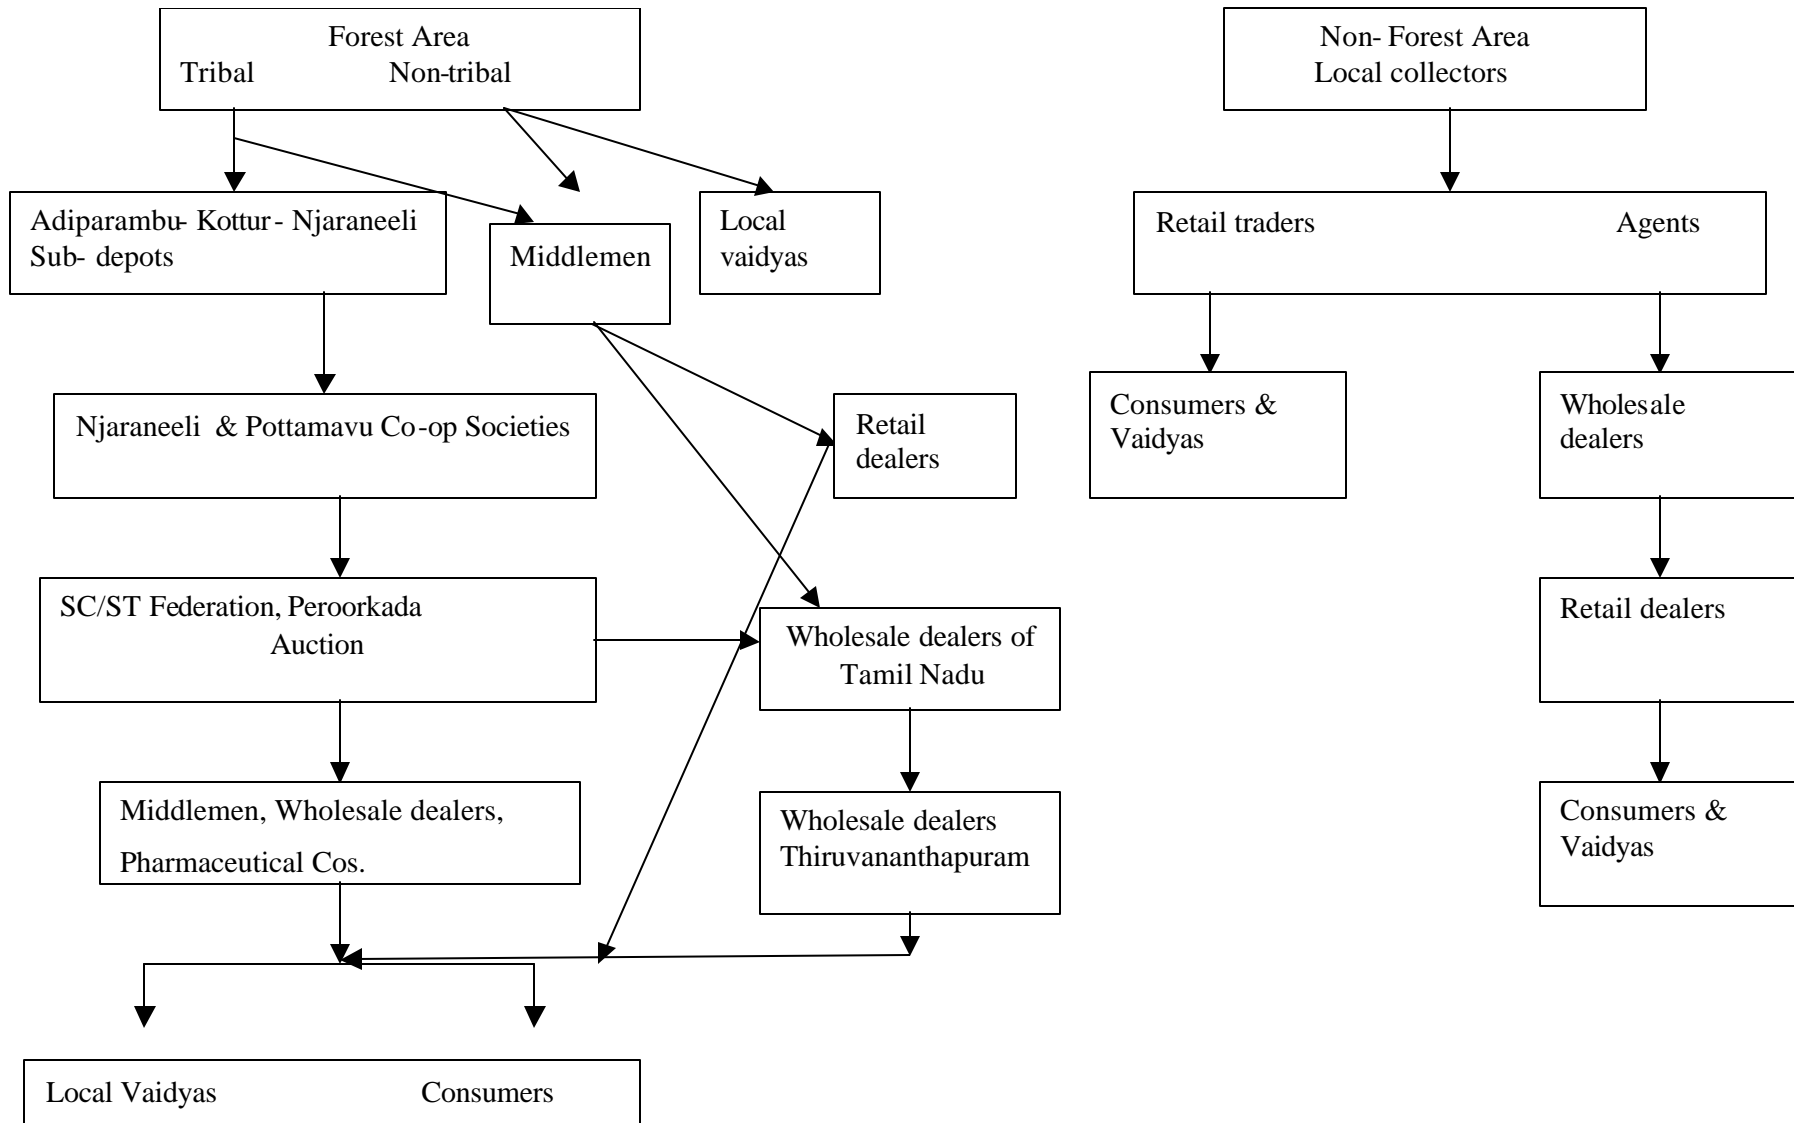 Forest Area
Tribal Non-tribal
Non- Forest Area
Local collectors
Adiparambu- Kottur- Njaraneeli
Sub- depots
Middlemen
Local
vaidyas
Retail traders Agents
Njaraneeli & Pottamavu Co-op Societies
Retail
dealers
Consumers &
Vaidyas
Wholesale
dealers
SC/ST Federation, Peroorkada
Auction
Wholesale dealers of
Tamil Nadu
Retail dealers
Middlemen, Wholesale dealers,
Pharmaceutical Cos.
Wholesale dealers
Thiruvananthapuram
Consumers &
Vaidyas
Local Vaidyas Consumers